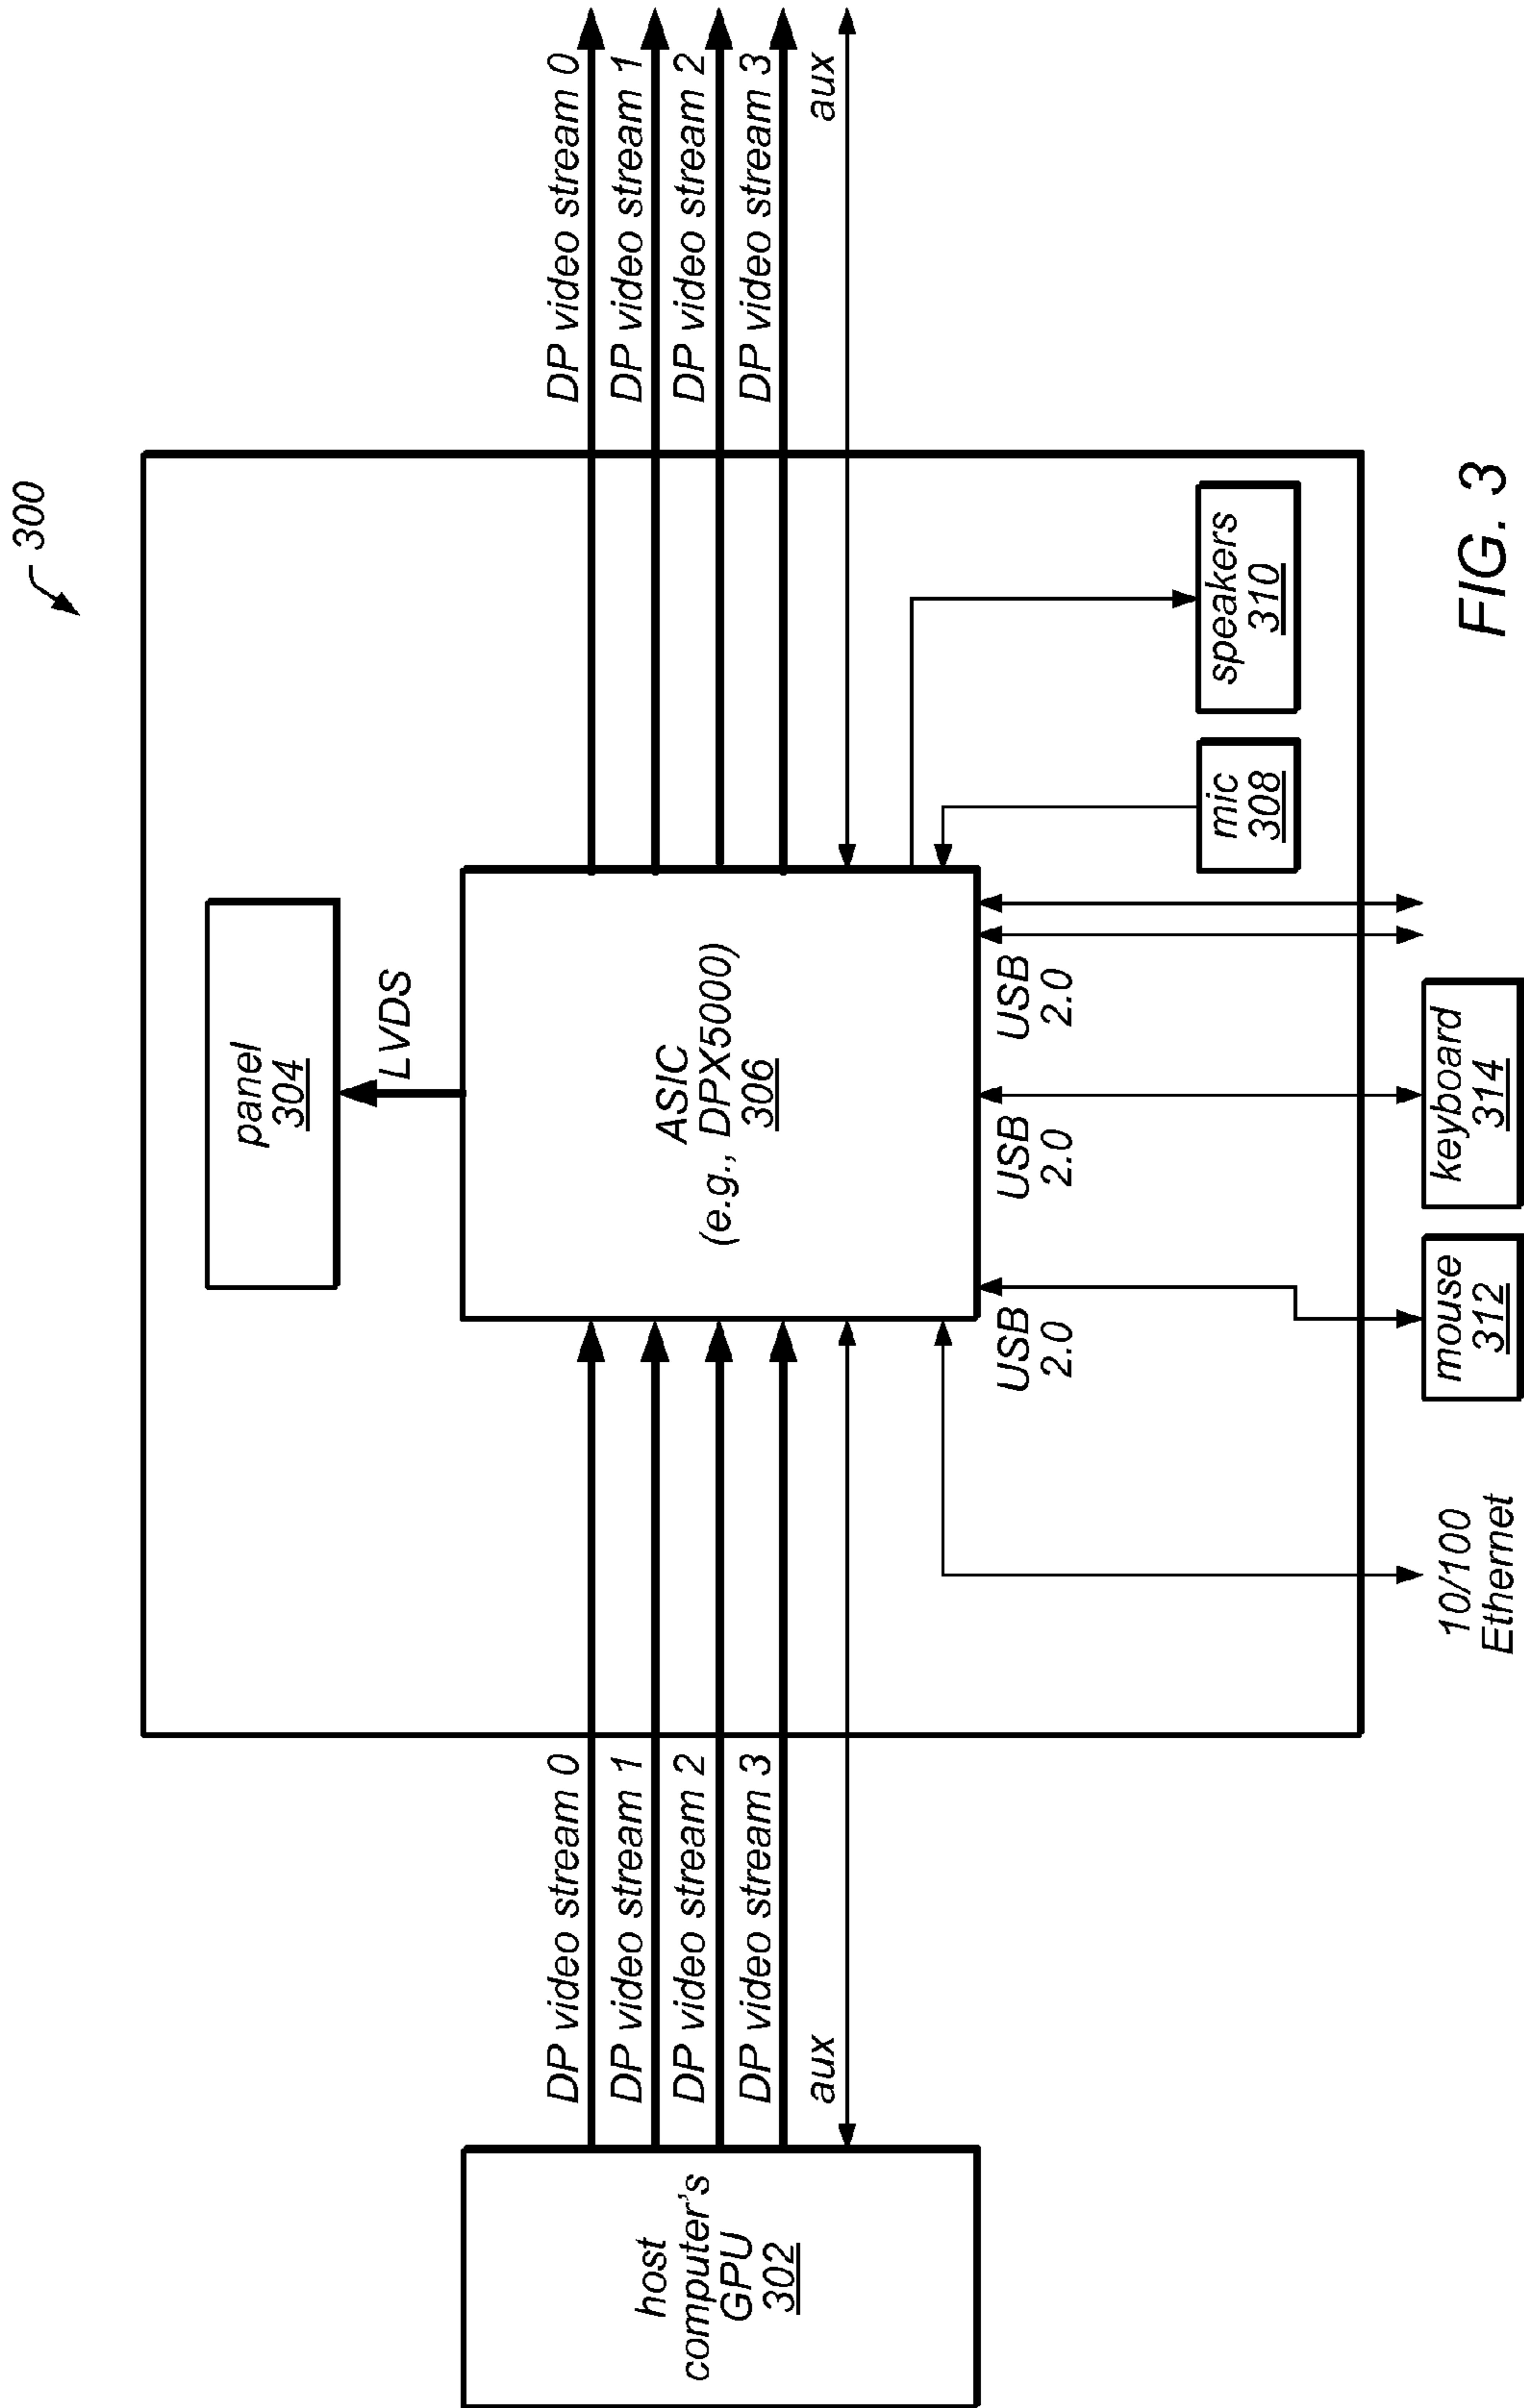 300
host
computer's
GPU
302
DP video stream 0
DP video stream 1
DP video stream 2
DP video stream 3
aux
panel
304
LVDS
ASIC
(e.g., DPX5000)
306
DP video stream 0
DP video stream 1
DP video stream 2
DP video stream 3
aux
USB
2.0
USB
2.0
USB
2.0
mic
308
speakers
310
10/100
Ethernet
mouse
312
keyboard
314
FIG. 3